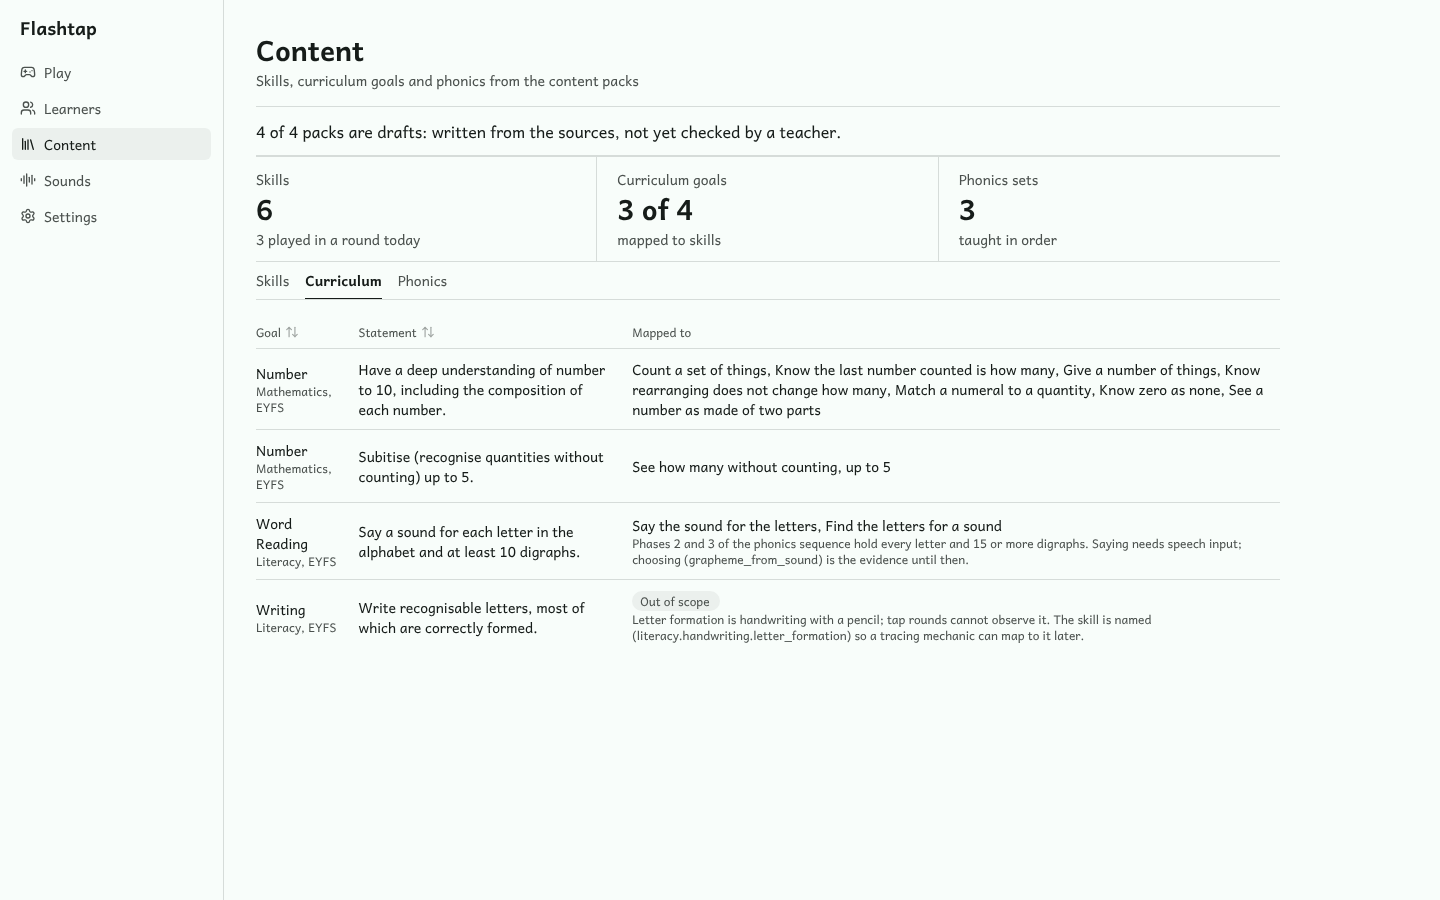 Flashtap
Play
Learners
Content
Sounds
Settings
Content
Skills, curriculum goals and phonics from the content packs
4 of 4 packs are drafts: written from the sources, not yet checked by a teacher.
Skills
6
3 played in a round today
Curriculum goals
3 of 4
mapped to skills
Phonics sets
3
taught in order
Skills Curriculum Phonics
Goal Statement Mapped to
Number
Mathematics,
EYFS
Have a deep understanding of number
to 10, including the composition of
each number.
Count a set of things, Know the last number counted is how many, Give a number of things, Know
rearranging does not change how many, Match a numeral to a quantity, Know zero as none, See a
number as made of two parts
Number
Mathematics,
EYFS
Subitise (recognise quantities without
counting) up to 5.
See how many without counting, up to 5
Word
Reading
Literacy, EYFS
Say a sound for each letter in the
alphabet and at least 10 digraphs.
Say the sound for the letters, Find the letters for a sound
Phases 2 and 3 of the phonics sequence hold every letter and 15 or more digraphs. Saying needs speech input;
choosing (grapheme_from_sound) is the evidence until then.
Writing
Literacy, EYFS
Write recognisable letters, most of
which are correctly formed.
Out of scope
Letter formation is handwriting with a pencil; tap rounds cannot observe it. The skill is named
(literacy.handwriting.letter_formation) so a tracing mechanic can map to it later.